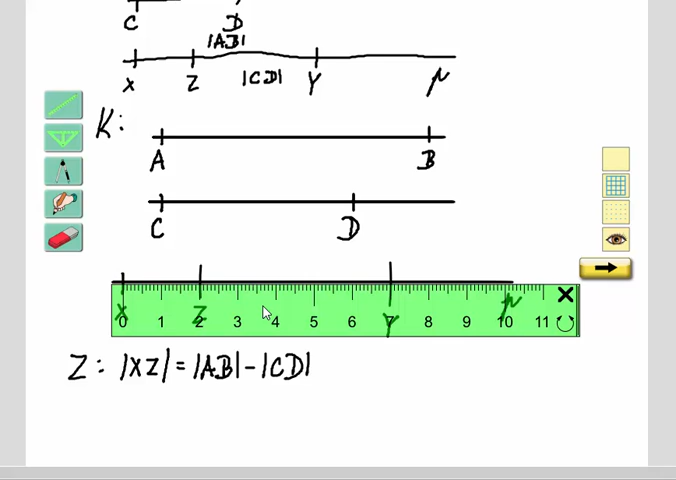 C D
|AB|
X Z |CD| Y p
K:
A B
C D
X Z Y p
0 1 2 3 4 5 6 7 8 9 10 11
Z: |XZ| = |AB| - |CD|